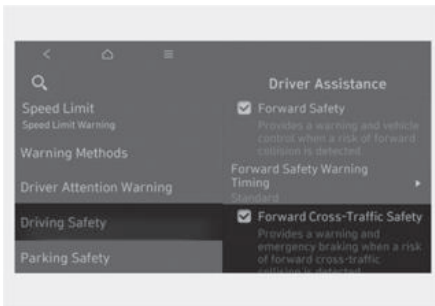 Driver Assistance
Speed Limit
Speed Limit Warning
Warning Methods
Driver Attention Warning
Driving Safety
Parking Safety
Forward Safety
Provides a warning and vehicle
control when a risk of forward
collision is detected.
Forward Safety Warning
Timing
Standard
Forward Cross-Traffic Safety
Provides a warning and
emergency braking when a risk
of forward cross-traffic
collision is detected.